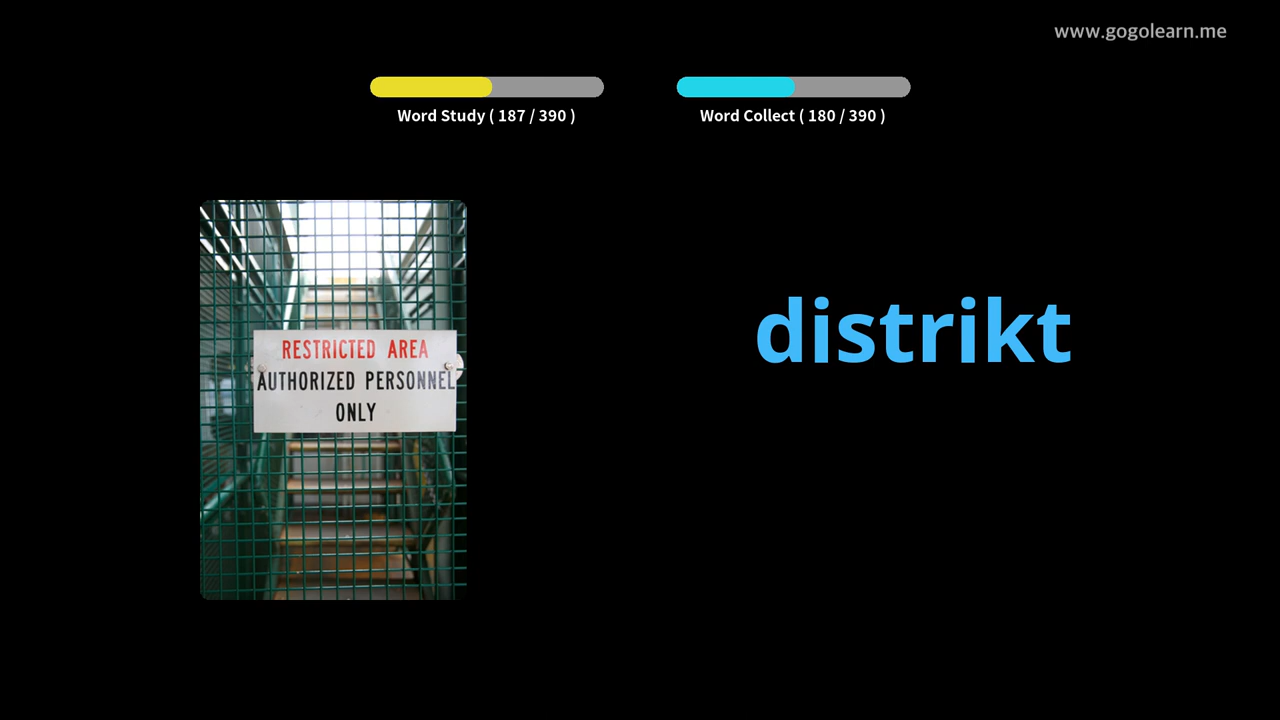 www.gogolearn.me
Word Study ( 187 / 390 )
Word Collect ( 180 / 390 )
RESTRICTED AREA
AUTHORIZED PERSONNEL
ONLY
distrikt